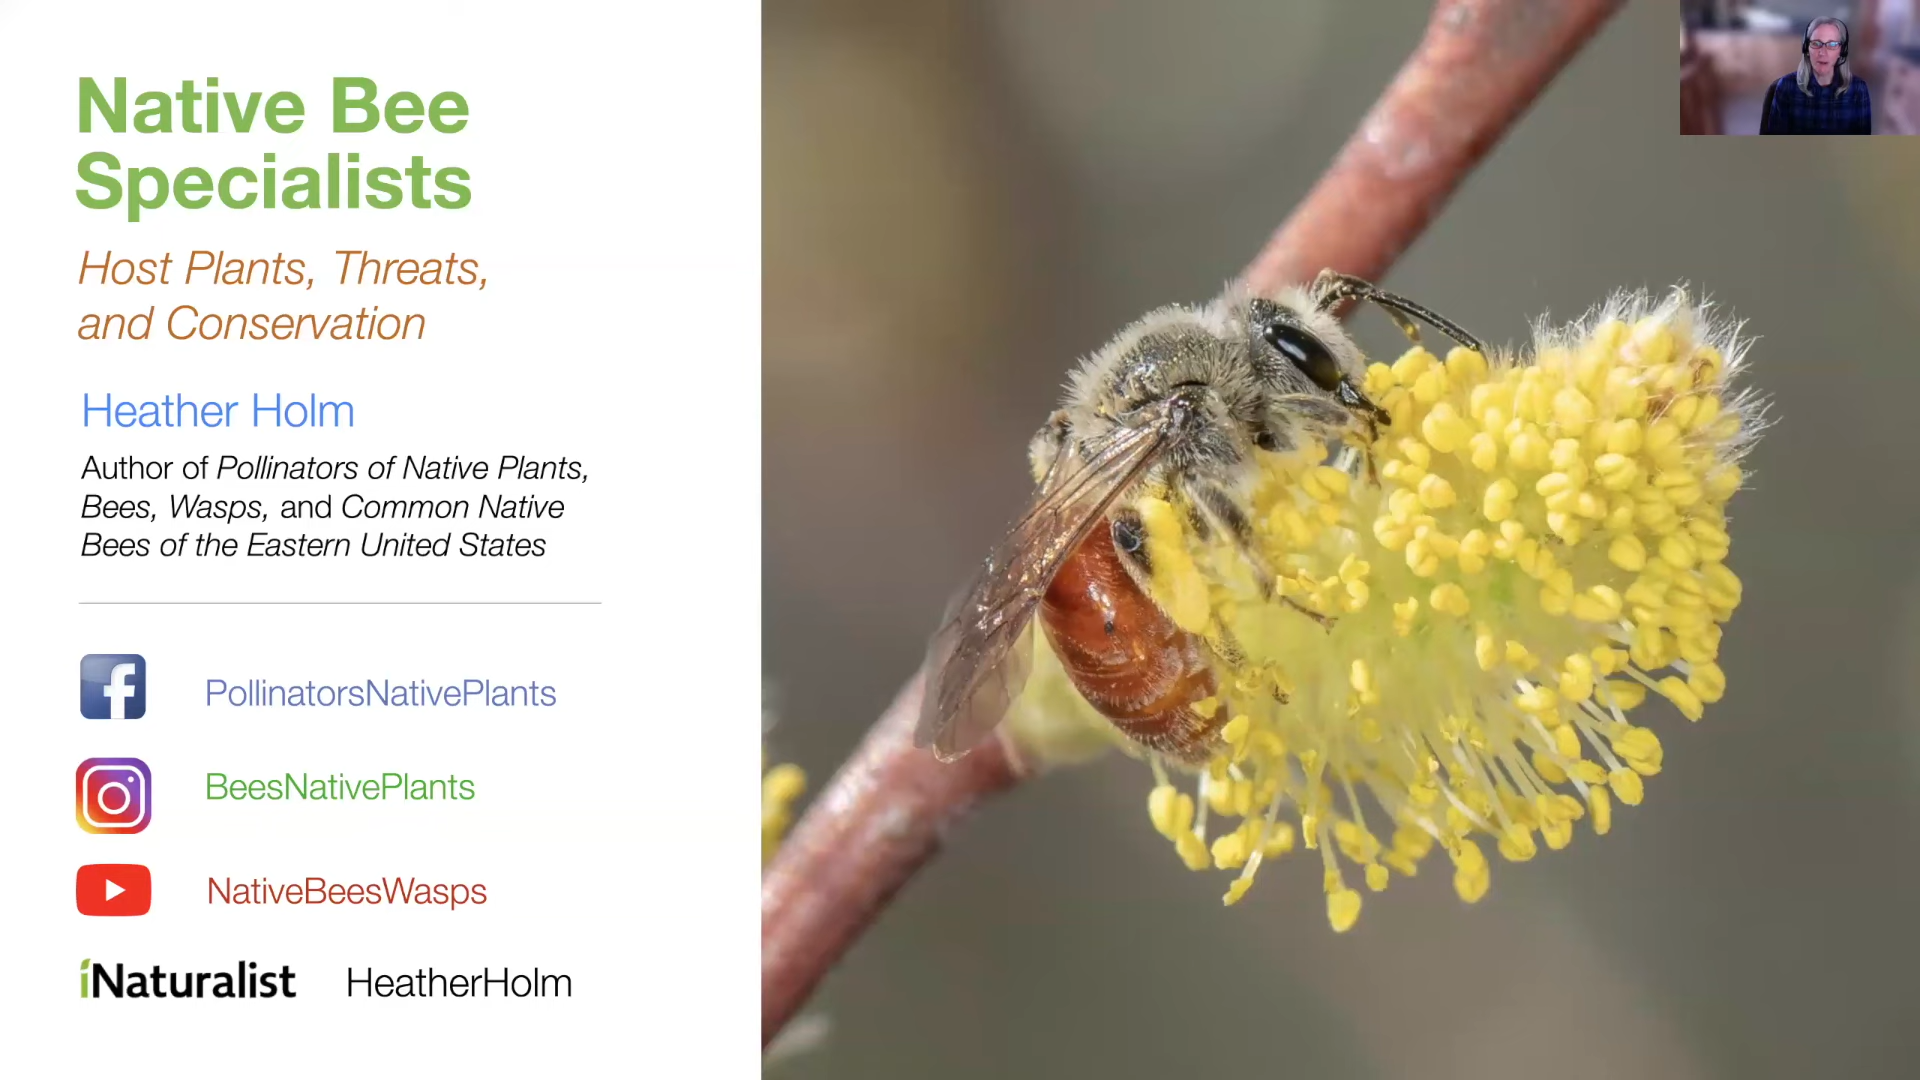 Native Bee
Specialists
Host Plants, Threats,
and Conservation
Heather Holm
Author of Pollinators of Native Plants,
Bees, Wasps, and Common Native
Bees of the Eastern United States
f
PollinatorsNativePlants
BeesNativePlants
NativeBeesWasps
iNaturalist HeatherHolm